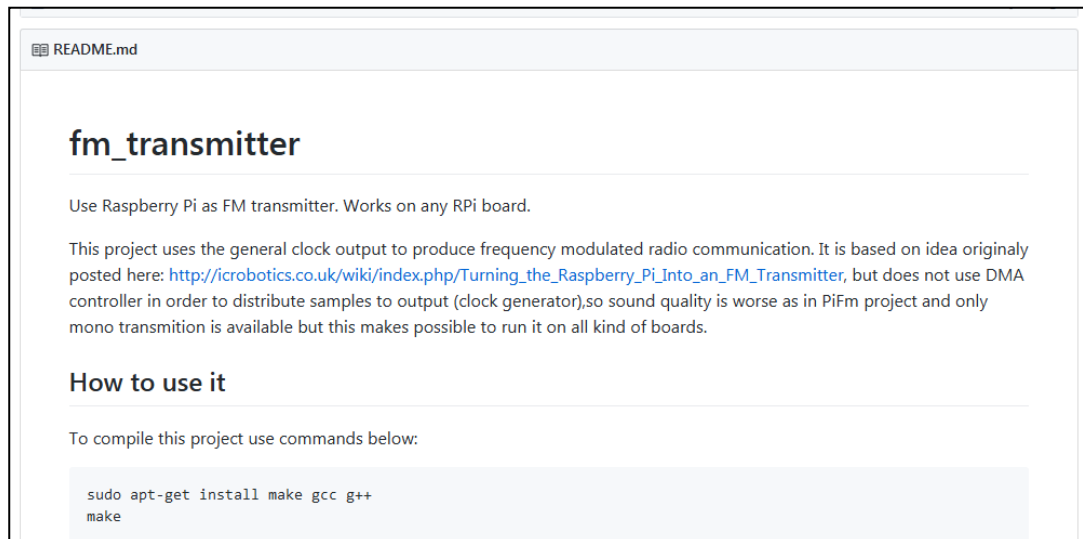 README.md
fm_transmitter
Use Raspberry Pi as FM transmitter. Works on any RPi board.
This project uses the general clock output to produce frequency modulated radio communication. It is based on idea originaly
posted here: http://icrobotics.co.uk/wiki/index.php/Turning_the_Raspberry_Pi_Into_an_FM_Transmitter, but does not use DMA
controller in order to distribute samples to output (clock generator),so sound quality is worse as in PiFm project and only
mono transmition is available but this makes possible to run it on all kind of boards.
How to use it
To compile this project use commands below:
sudo apt-get install make gcc g++
make